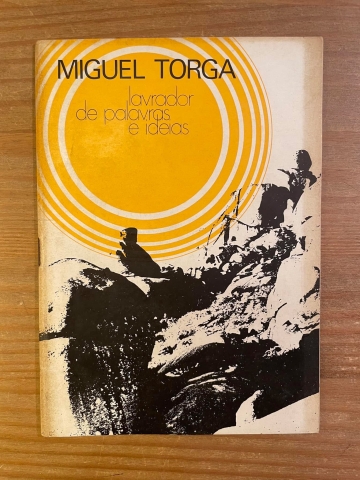 MIGUEL TORGA
lavrador
de palavras
e ideias